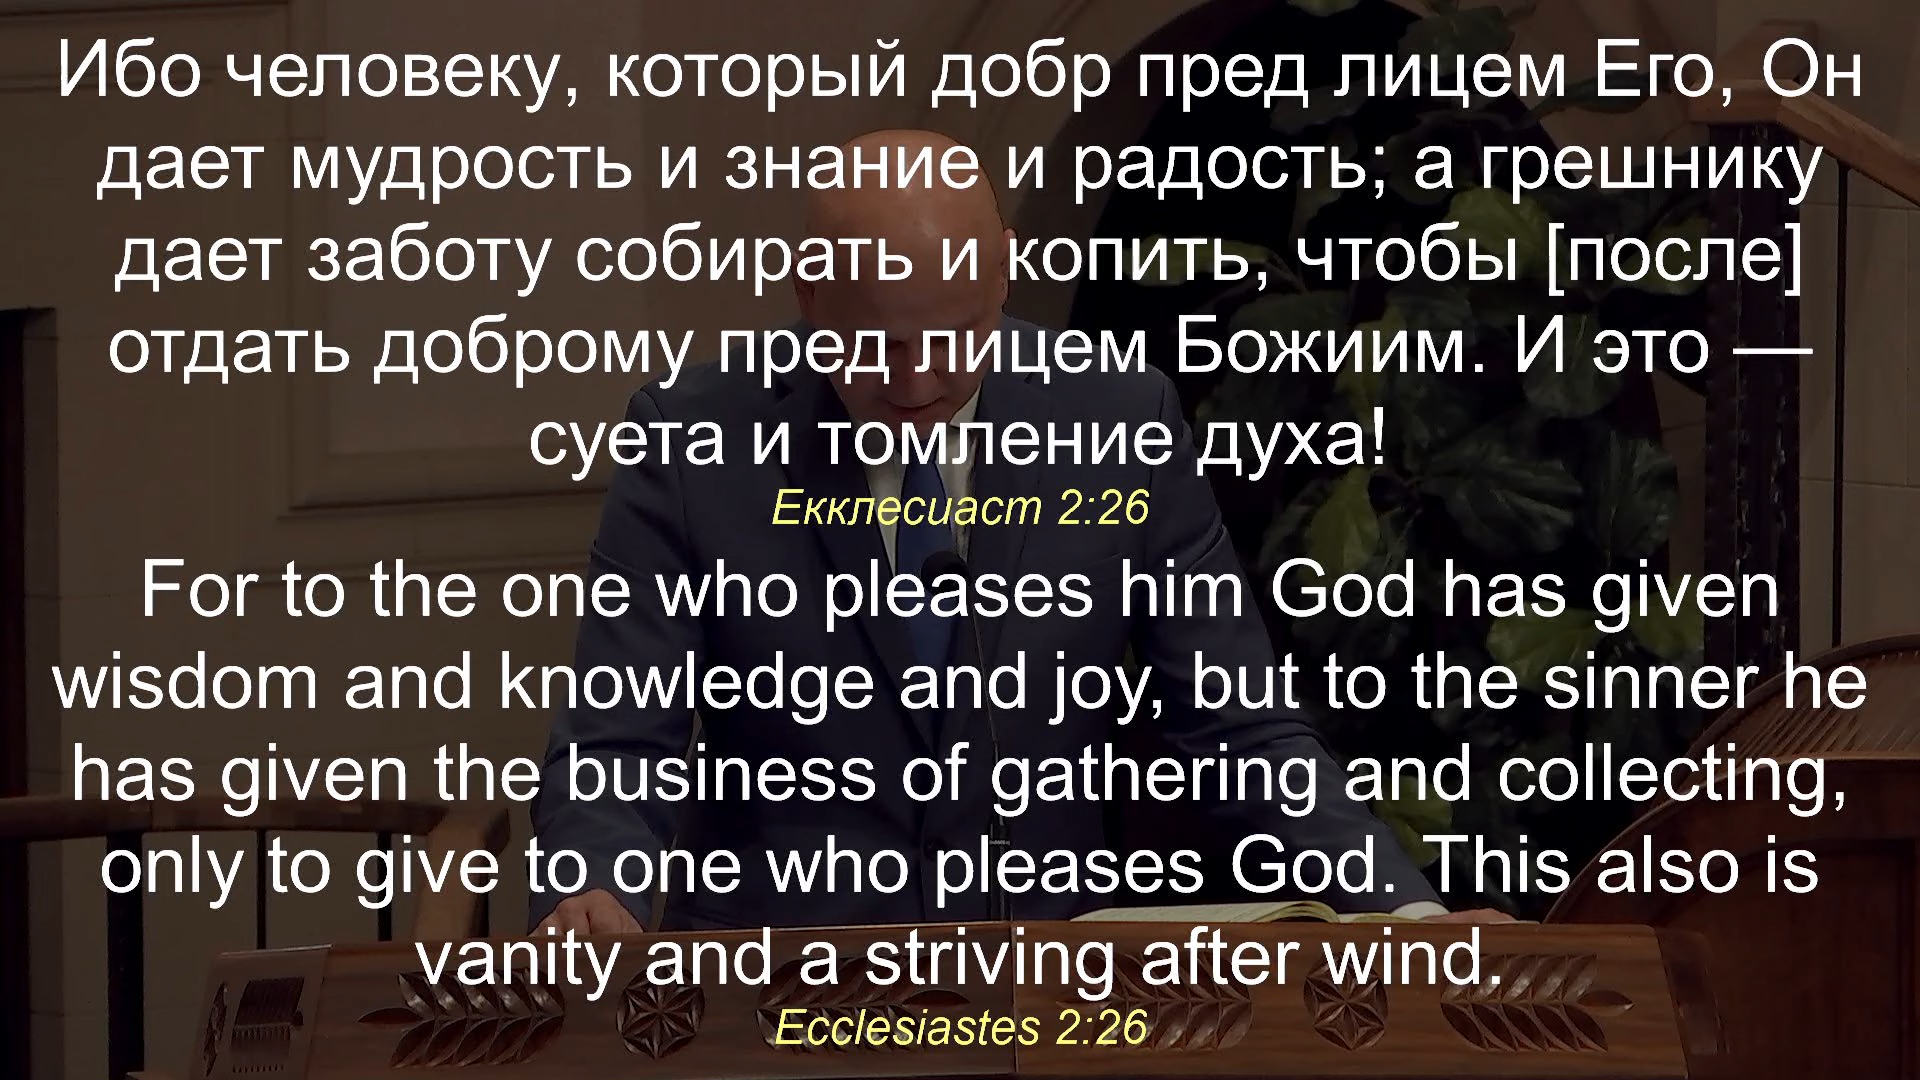 Ибо человеку, который добр пред лицем Его, Он
дает мудрость и знание и радость; а грешнику
дает заботу собирать и копить, чтобы [после]
отдать доброму пред лицем Божиим. И это —
суета и томление духа!
Екклесиаст 2:26
For to the one who pleases him God has given
wisdom and knowledge and joy, but to the sinner he
has given the business of gathering and collecting,
only to give to one who pleases God. This also is
vanity and a striving after wind.
Ecclesiastes 2:26